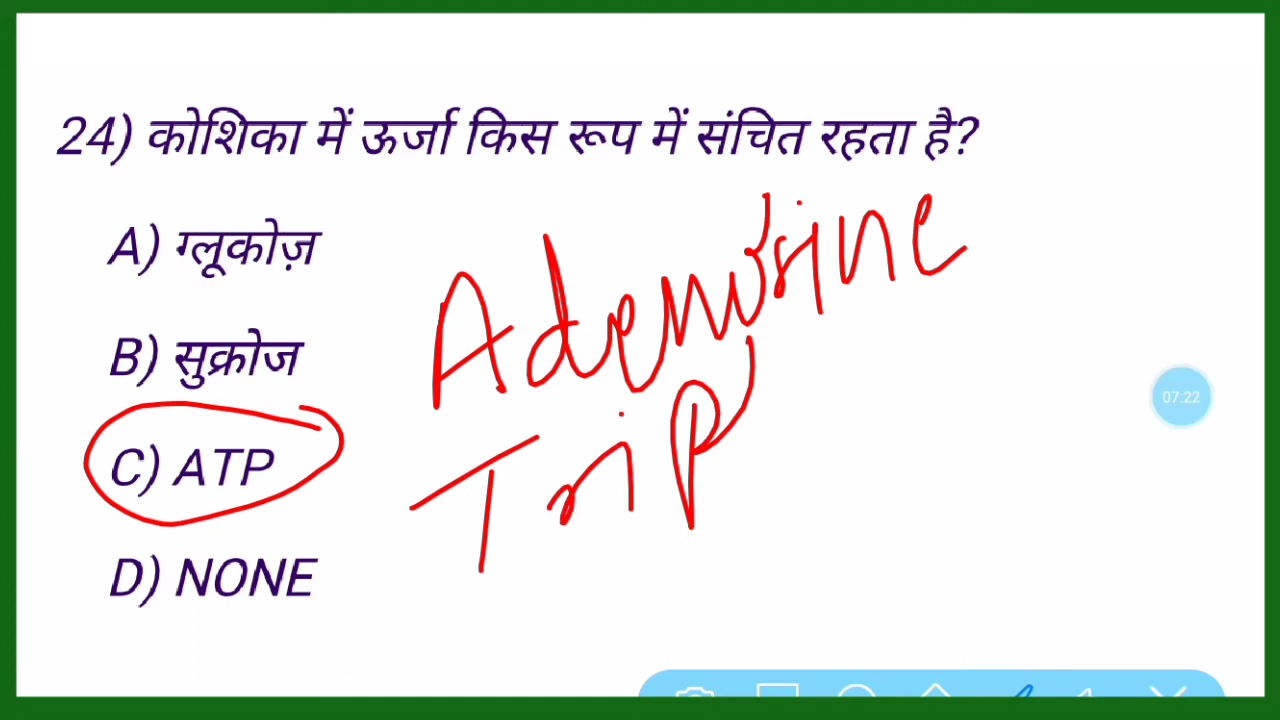 24) कोशिका में ऊर्जा किस रूप में संचित रहता है?
A) ग्लूकोज़
B) सुक्रोज
C) ATP
D) NONE
Adenosine
Trip
07:22